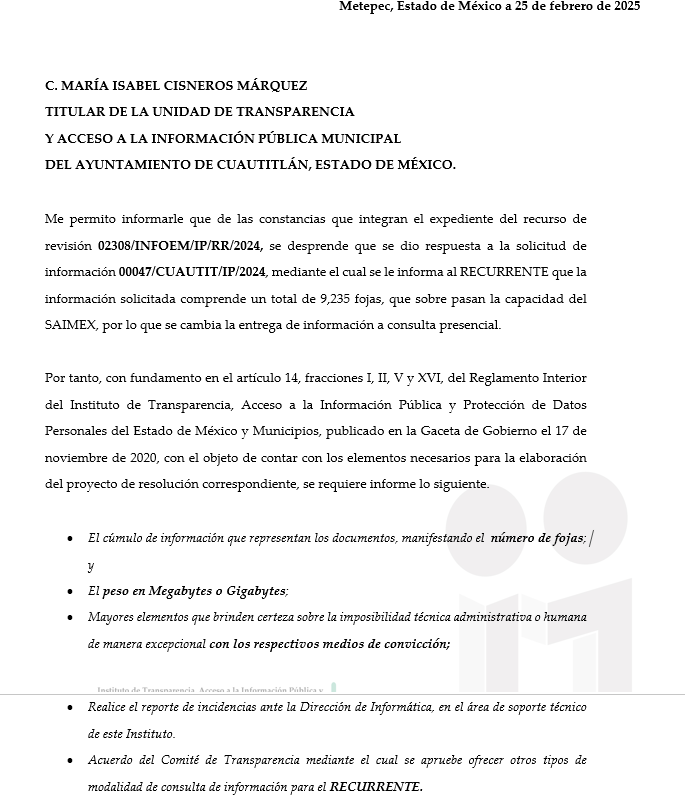 Metepec, Estado de México a 25 de febrero de 2025
C. MARÍA ISABEL CISNEROS MÁRQUEZ
TITULAR DE LA UNIDAD DE TRANSPARENCIA
Y ACCESO A LA INFORMACIÓN PÚBLICA MUNICIPAL
DEL AYUNTAMIENTO DE CUAUTITLÁN, ESTADO DE MÉXICO.
Me permito informarle que de las constancias que integran el expediente del recurso de
revisión 02308/INFOEM/IP/RR/2024, se desprende que se dio respuesta a la solicitud de
información 00047/CUAUTIT/IP/2024, mediante el cual se le informa al RECURRENTE que la
información solicitada comprende un total de 9,235 fojas, que sobre pasan la capacidad del
SAIMEX, por lo que se cambia la entrega de información a consulta presencial.
Por tanto, con fundamento en el artículo 14, fracciones I, II, V y XVI, del Reglamento Interior
del Instituto de Transparencia, Acceso a la Información Pública y Protección de Datos
Personales del Estado de México y Municipios, publicado en la Gaceta de Gobierno el 17 de
noviembre de 2020, con el objeto de contar con los elementos necesarios para la elaboración
del proyecto de resolución correspondiente, se requiere informe lo siguiente.
• El cúmulo de información que representan los documentos, manifestando el número de fojas;
y
• El peso en Megabytes o Gigabytes;
• Mayores elementos que brinden certeza sobre la imposibilidad técnica administrativa o humana
de manera excepcional con los respectivos medios de convicción;
Instituto de Transparencia, Acceso a la Información Pública y
• Realice el reporte de incidencias ante la Dirección de Informática, en el área de soporte técnico
de este Instituto.
• Acuerdo del Comité de Transparencia mediante el cual se apruebe ofrecer otros tipos de
modalidad de consulta de información para el RECURRENTE.